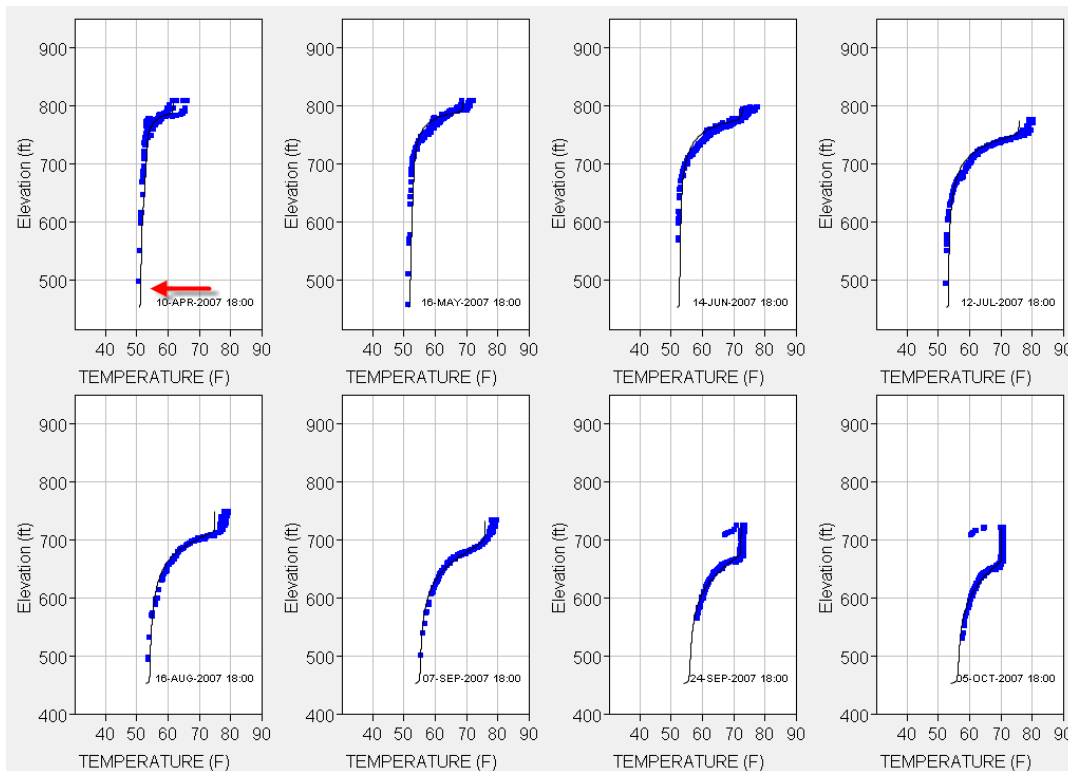 900
800
700
600
500
Elevation (ft)
10-APR-2007 18:00
40 50 60 70 80 90
TEMPERATURE (F)
900
800
700
600
500
Elevation (ft)
16-MAY-2007 18:00
40 50 60 70 80 90
TEMPERATURE (F)
900
800
700
600
500
Elevation (ft)
14-JUN-2007 18:00
40 50 60 70 80 90
TEMPERATURE (F)
900
800
700
600
500
Elevation (ft)
12-JUL-2007 18:00
40 50 60 70 80 90
TEMPERATURE (F)
900
800
700
600
500
400
Elevation (ft)
16-AUG-2007 18:00
40 50 60 70 80 90
TEMPERATURE (F)
900
800
700
600
500
400
Elevation (ft)
07-SEP-2007 18:00
40 50 60 70 80 90
TEMPERATURE (F)
900
800
700
600
500
400
Elevation (ft)
24-SEP-2007 18:00
40 50 60 70 80 90
TEMPERATURE (F)
900
800
700
600
500
400
Elevation (ft)
05-OCT-2007 18:00
40 50 60 70 80 90
TEMPERATURE (F)